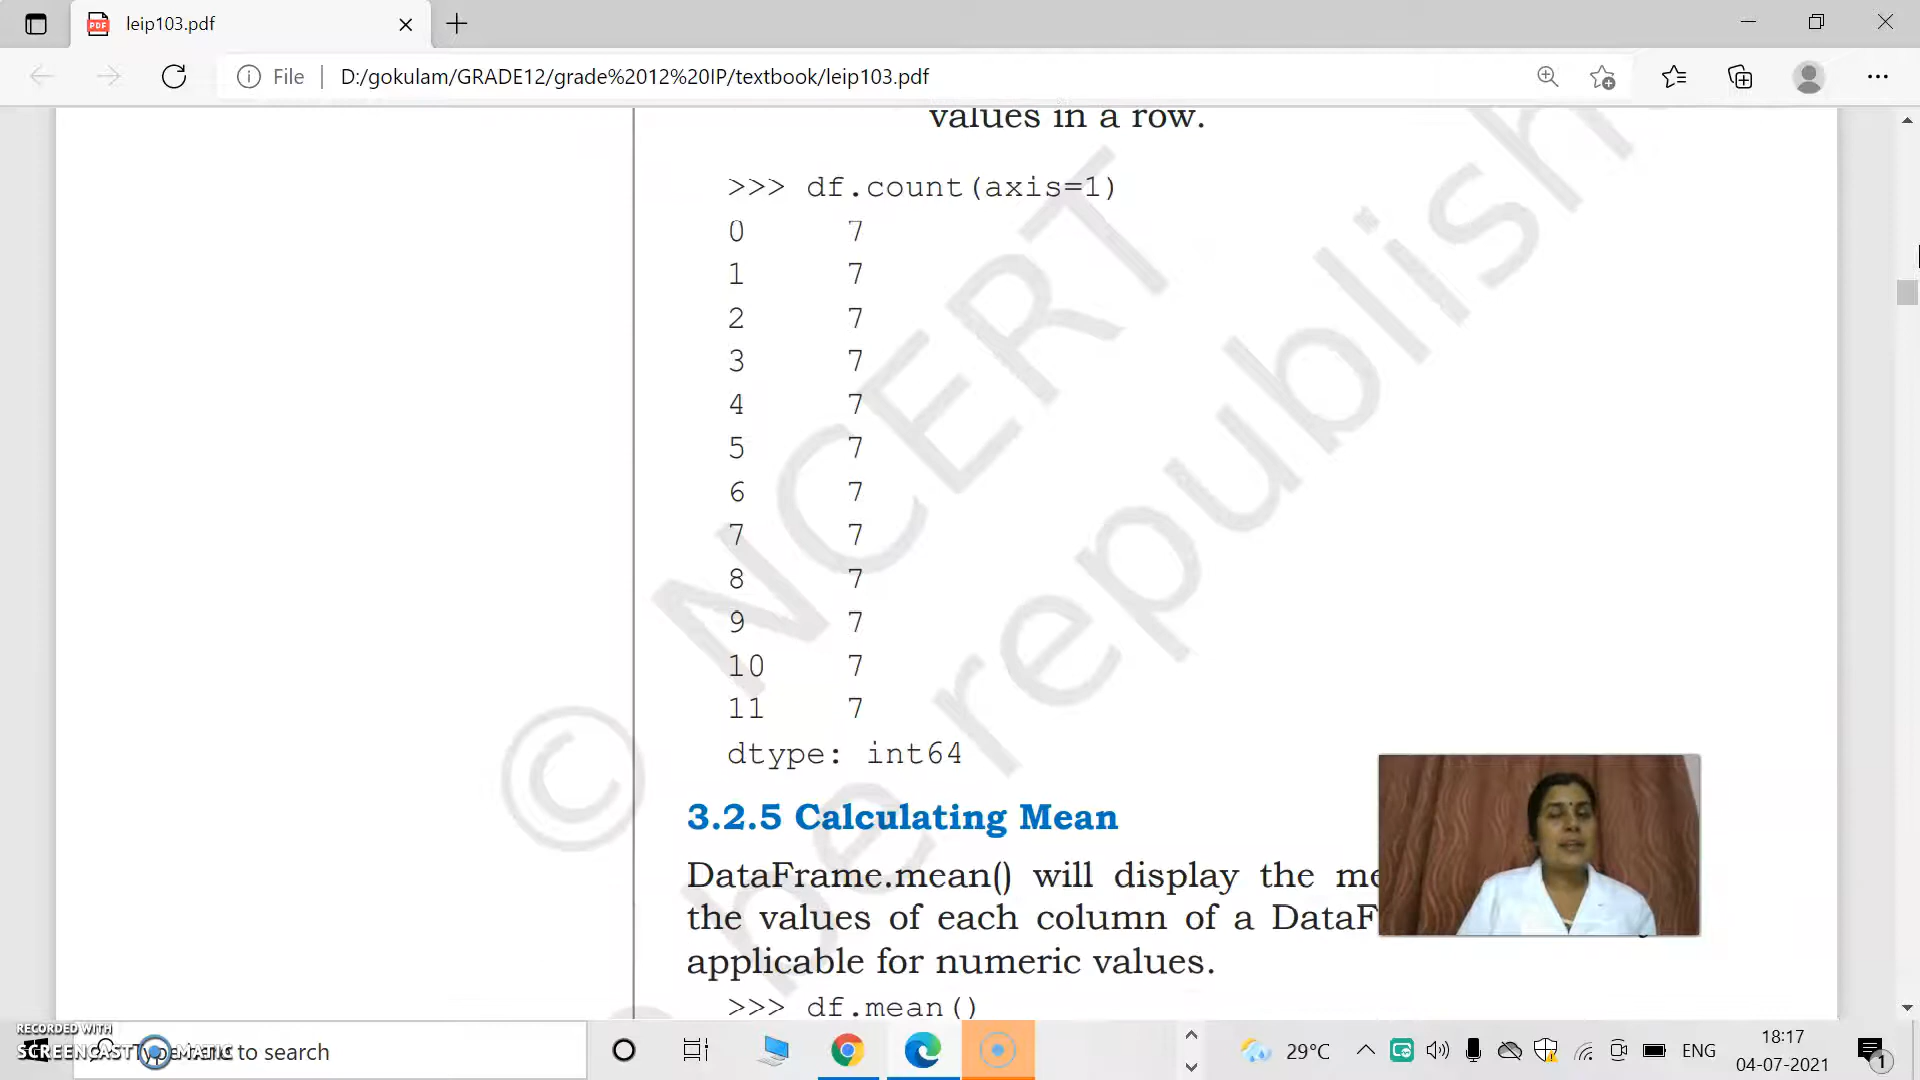 leip103.pdf
File
D:/gokulam/GRADE12/grade%2012%20IP/textbook/leip103.pdf
values in a row.
>>> df.count(axis=1)
0 7
1 7
2 7
3 7
4 7
5 7
6 7
7 7
8 7
9 7
10 7
11 7
dtype: int64
3.2.5 Calculating Mean
DataFrame.mean() will display the me
the values of each column of a DataF
applicable for numeric values.
>>> df.mean()
© NCERT
be republish
RECORDED WITH
SCREENCAST MATIC
to search
29°C
ENG
18:17
04-07-2021
1